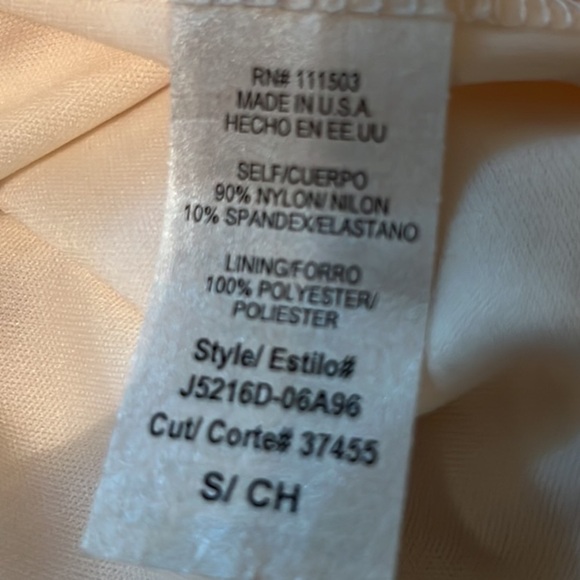 RN# 111503
MADE IN U.S.A.
HECHO EN EE.UU
SELF/CUERPO
90% NYLON/ NILON
10% SPANDEX/ELASTANO
LINING/FORRO
100% POLYESTER/
POLIESTER
Style/ Estilo#
J5216D-06A96
Cut/ Corte# 37455
S/ CH